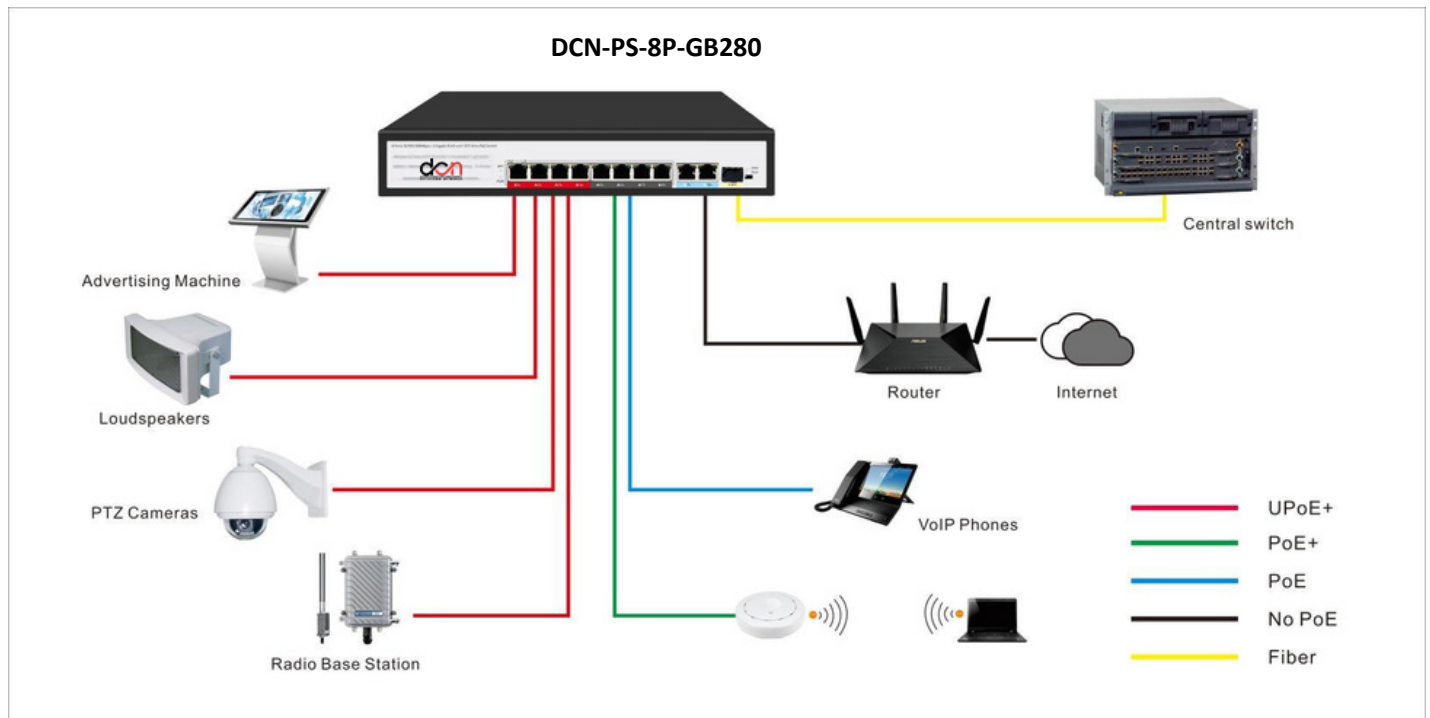 DCN-PS-8P-GB280
dcn
Central switch
Advertising Machine
Router
Internet
Loudspeakers
PTZ Cameras
VoIP Phones
Radio Base Station
UPoE+
PoE+
PoE
No PoE
Fiber